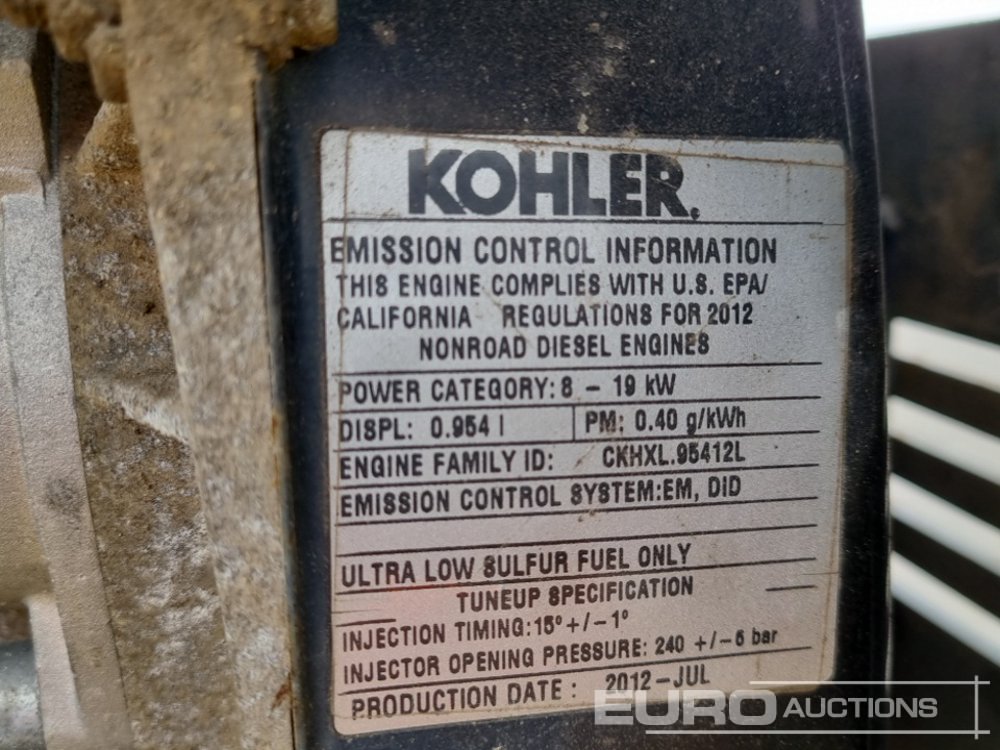 KOHLER.
EMISSION CONTROL INFORMATION
THIS ENGINE COMPLIES WITH U.S. EPA/
CALIFORNIA REGULATIONS FOR 2012
NONROAD DIESEL ENGINES
POWER CATEGORY: 8 - 19 kW
DISPL: 0.954 l PM: 0.40 g/kWh
ENGINE FAMILY ID: CKHXL.95412L
EMISSION CONTROL SYSTEM:EM, DID
ULTRA LOW SULFUR FUEL ONLY
TUNEUP SPECIFICATION
INJECTION TIMING:15° +/-1°
INJECTOR OPENING PRESSURE: 240 +/-5 bar
PRODUCTION DATE : 2012-JUL
EURO AUCTIONS